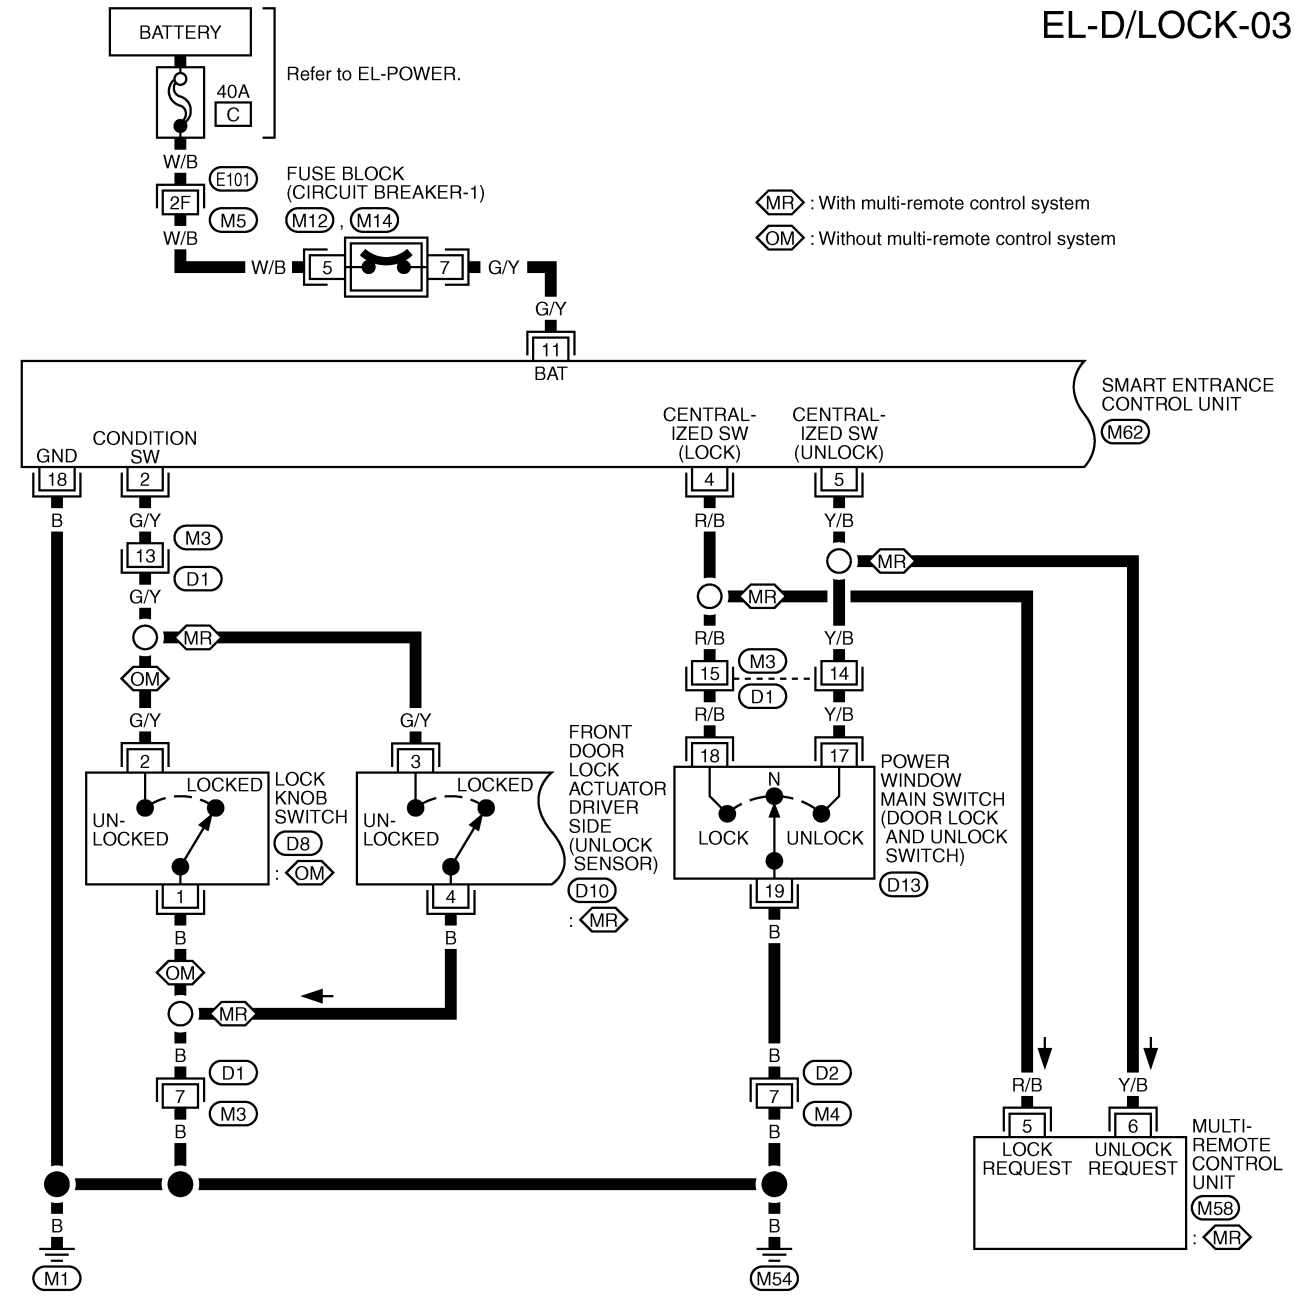 EL-D/LOCK-03
BATTERY
Refer to EL-POWER.
40A
C
W/B
E101
2F
M5
W/B
FUSE BLOCK
(CIRCUIT BREAKER-1)
M12 , M14
MR : With multi-remote control system
OM : Without multi-remote control system
W/B 5 7 G/Y
G/Y
11
BAT
SMART ENTRANCE
CONTROL UNIT
M62
GND
CONDITION
SW
CENTRAL-
IZED SW
(LOCK)
CENTRAL-
IZED SW
(UNLOCK)
18 2 4 5
B G/Y R/B Y/B
M3
13
D1
G/Y
MR
MR
MR
OM
R/B Y/B
15 M3 14
D1
G/Y G/Y R/B Y/B
2 3 18 17
LOCKED
UN-
LOCKED
LOCK
KNOB
SWITCH
D8
: OM
1
LOCKED
UN-
LOCKED
FRONT
DOOR
LOCK
ACTUATOR
DRIVER
SIDE
(UNLOCK
SENSOR)
D10
: MR
4
N
LOCK UNLOCK
POWER
WINDOW
MAIN SWITCH
(DOOR LOCK
AND UNLOCK
SWITCH)
D13
19
B B B
OM
MR
B B
D1
7
M3
D2
7
M4
B B
R/B Y/B
5 6
LOCK
REQUEST
UNLOCK
REQUEST
MULTI-
REMOTE
CONTROL
UNIT
M58
: MR
B B
M1 M54